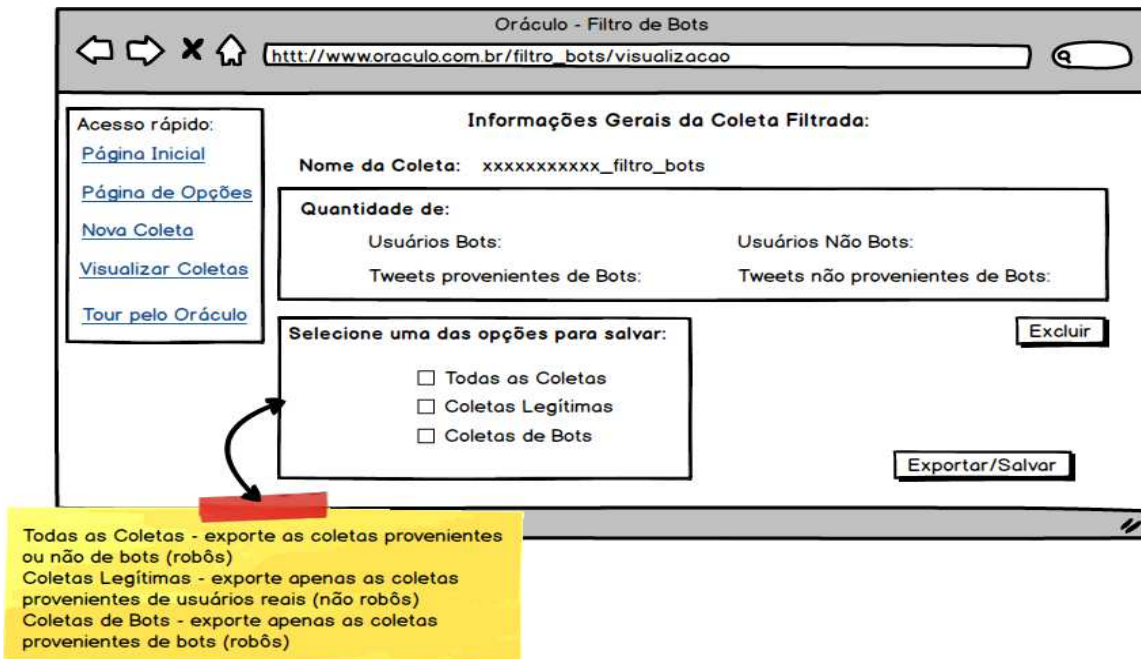 Oráculo - Filtro de Bots
httt://www.oraculo.com.br/filtro_bots/visualizacao
Acesso rápido:
Página Inicial
Página de Opções
Nova Coleta
Visualizar Coletas
Tour pelo Oráculo
Informações Gerais da Coleta Filtrada:
Nome da Coleta: xxxxxxxxxxx_filtro_bots
Quantidade de:
Usuários Bots: Usuários Não Bots:
Tweets provenientes de Bots: Tweets não provenientes de Bots:
Selecione uma das opções para salvar:
Todas as Coletas
Coletas Legítimas
Coletas de Bots
Excluir
Exportar/Salvar
Todas as Coletas - exporte as coletas provenientes
ou não de bots (robôs)
Coletas Legítimas - exporte apenas as coletas
provenientes de usuários reais (não robôs)
Coletas de Bots - exporte apenas as coletas
provenientes de bots (robôs)